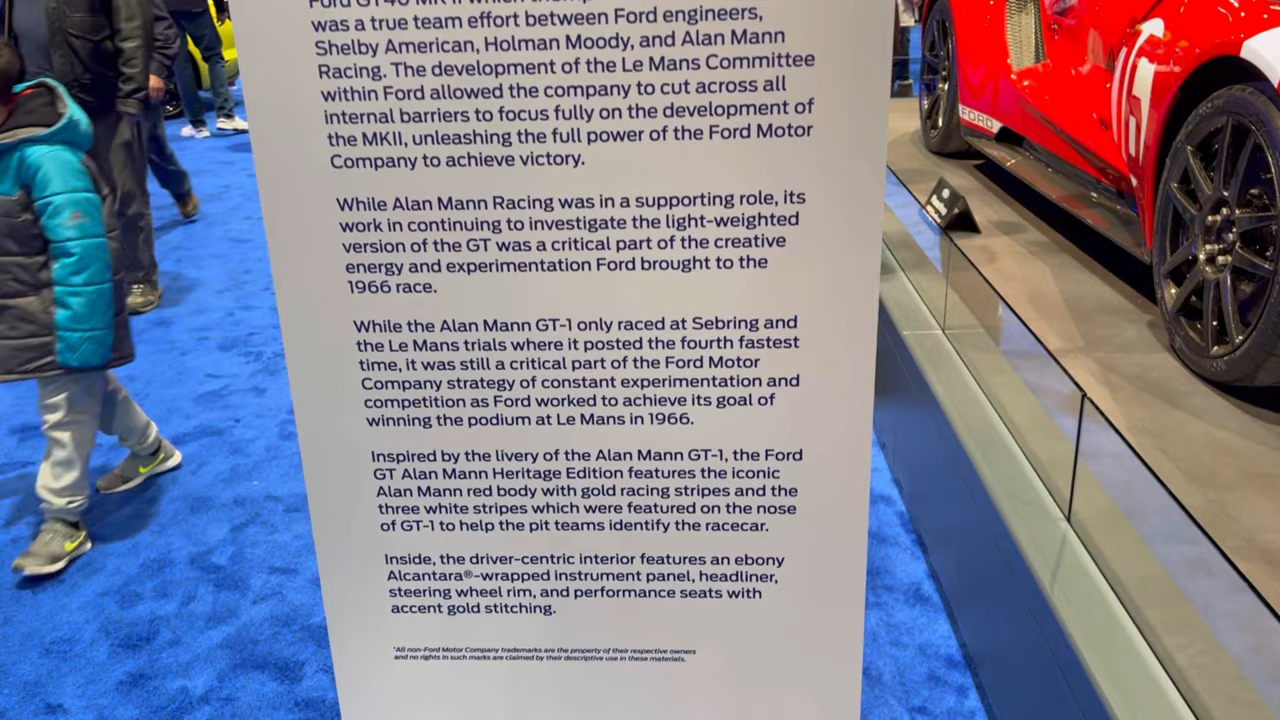 Ford GT40 MK II which
was a true team effort between Ford engineers,
Shelby American, Holman Moody, and Alan Mann
Racing. The development of the Le Mans Committee
within Ford allowed the company to cut across all
internal barriers to focus fully on the development of
the MKII, unleashing the full power of the Ford Motor
Company to achieve victory.
While Alan Mann Racing was in a supporting role, its
work in continuing to investigate the light-weighted
version of the GT was a critical part of the creative
energy and experimentation Ford brought to the
1966 race.
While the Alan Mann GT-1 only raced at Sebring and
the Le Mans trials where it posted the fourth fastest
time, it was still a critical part of the Ford Motor
Company strategy of constant experimentation and
competition as Ford worked to achieve its goal of
winning the podium at Le Mans in 1966.
Inspired by the livery of the Alan Mann GT-1, the Ford
GT Alan Mann Heritage Edition features the iconic
Alan Mann red body with gold racing stripes and the
three white stripes which were featured on the nose
of GT-1 to help the pit teams identify the racecar.
Inside, the driver-centric interior features an ebony
Alcantara®-wrapped instrument panel, headliner,
steering wheel rim, and performance seats with
accent gold stitching.
*All non-Ford Motor Company trademarks are the property of their respective owners
and no rights in such marks are claimed by their descriptive use in these materials.
FORD